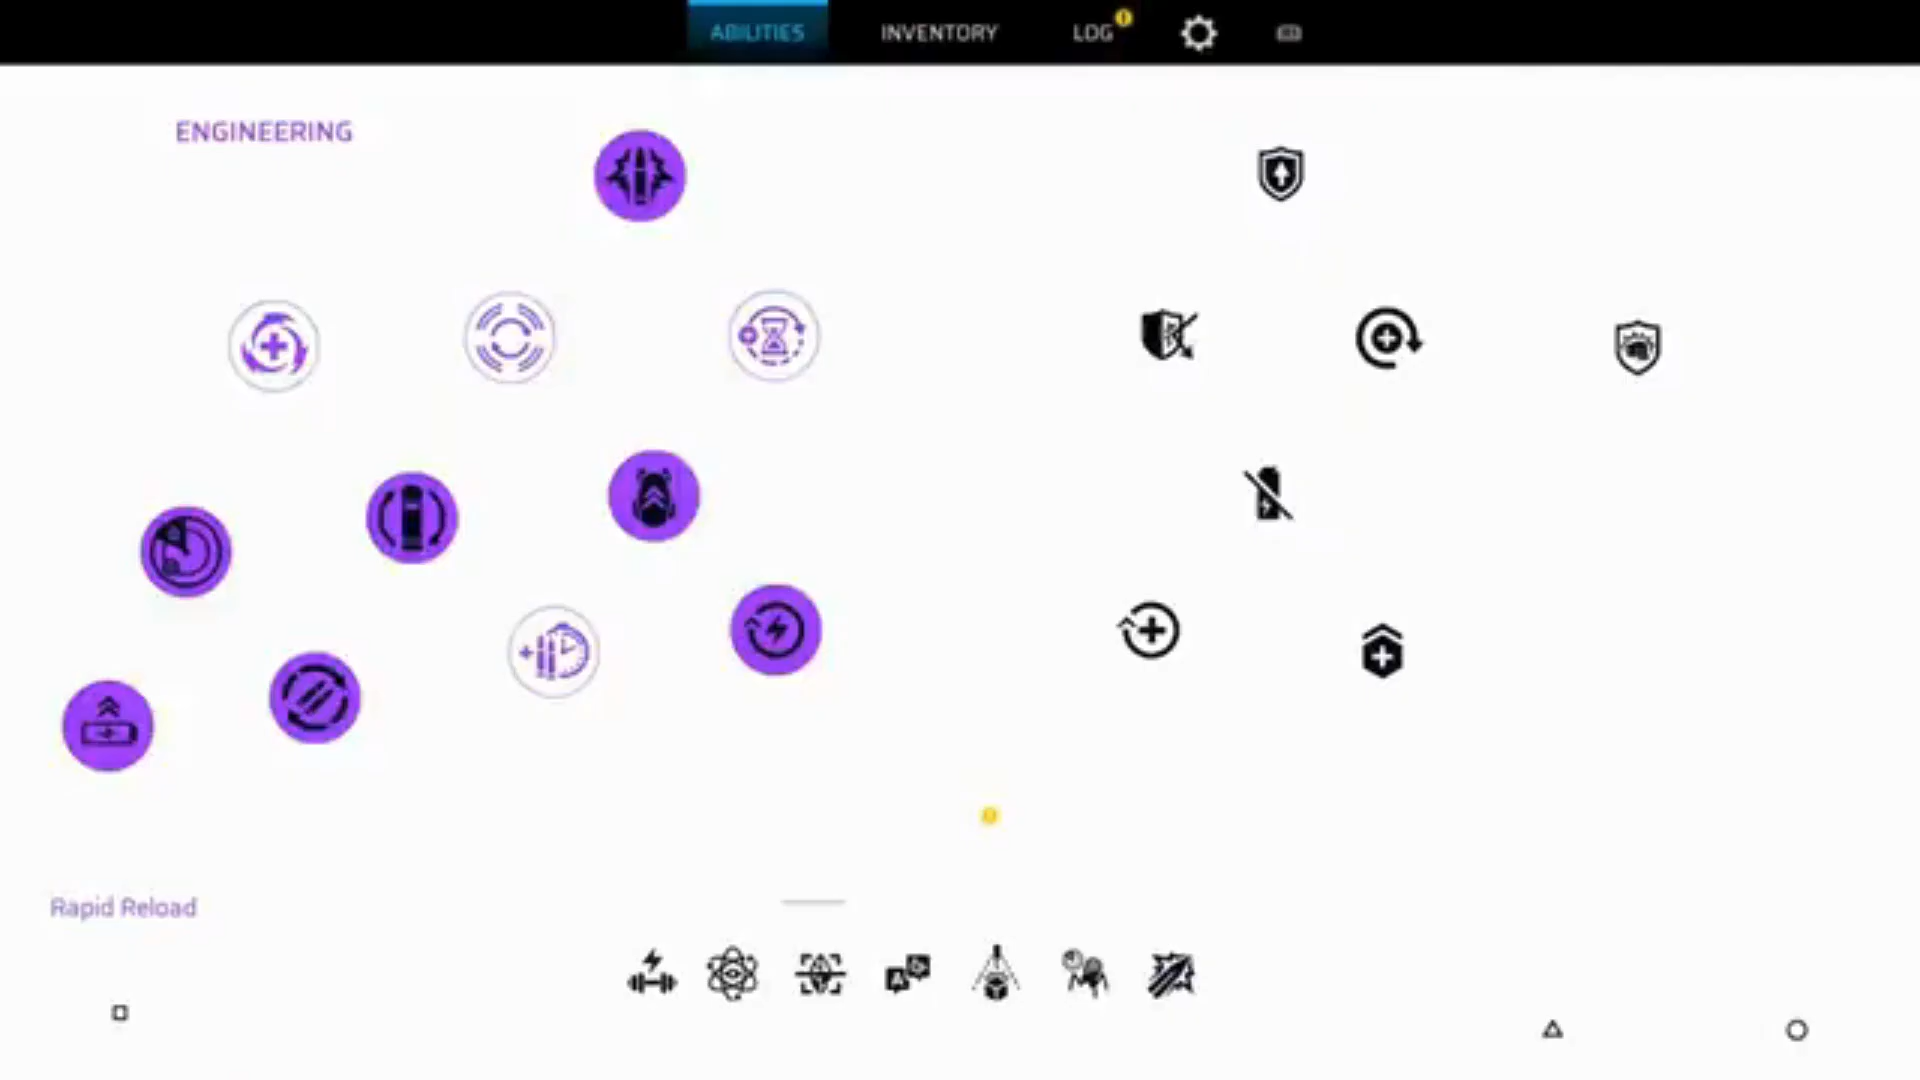 ABILITIES
INVENTORY
LOG
ENGINEERING
Rapid Reload